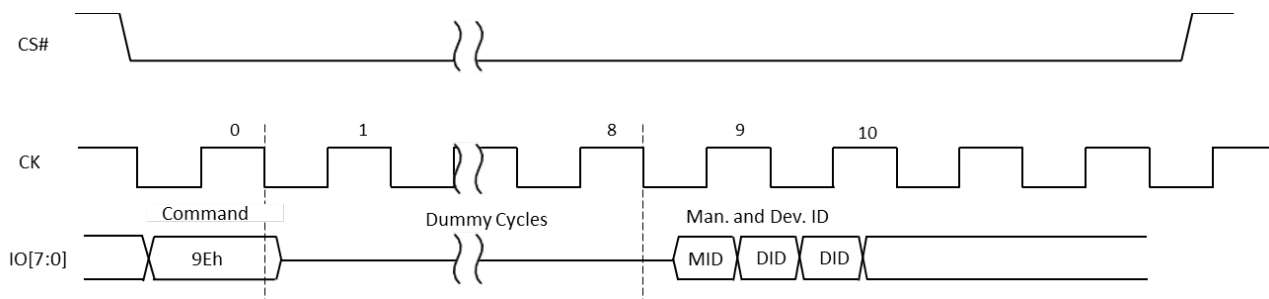 CS#
0 1 8 9 10
CK
Command Dummy Cycles Man. and Dev. ID
IO[7:0] 9Eh MID DID DID